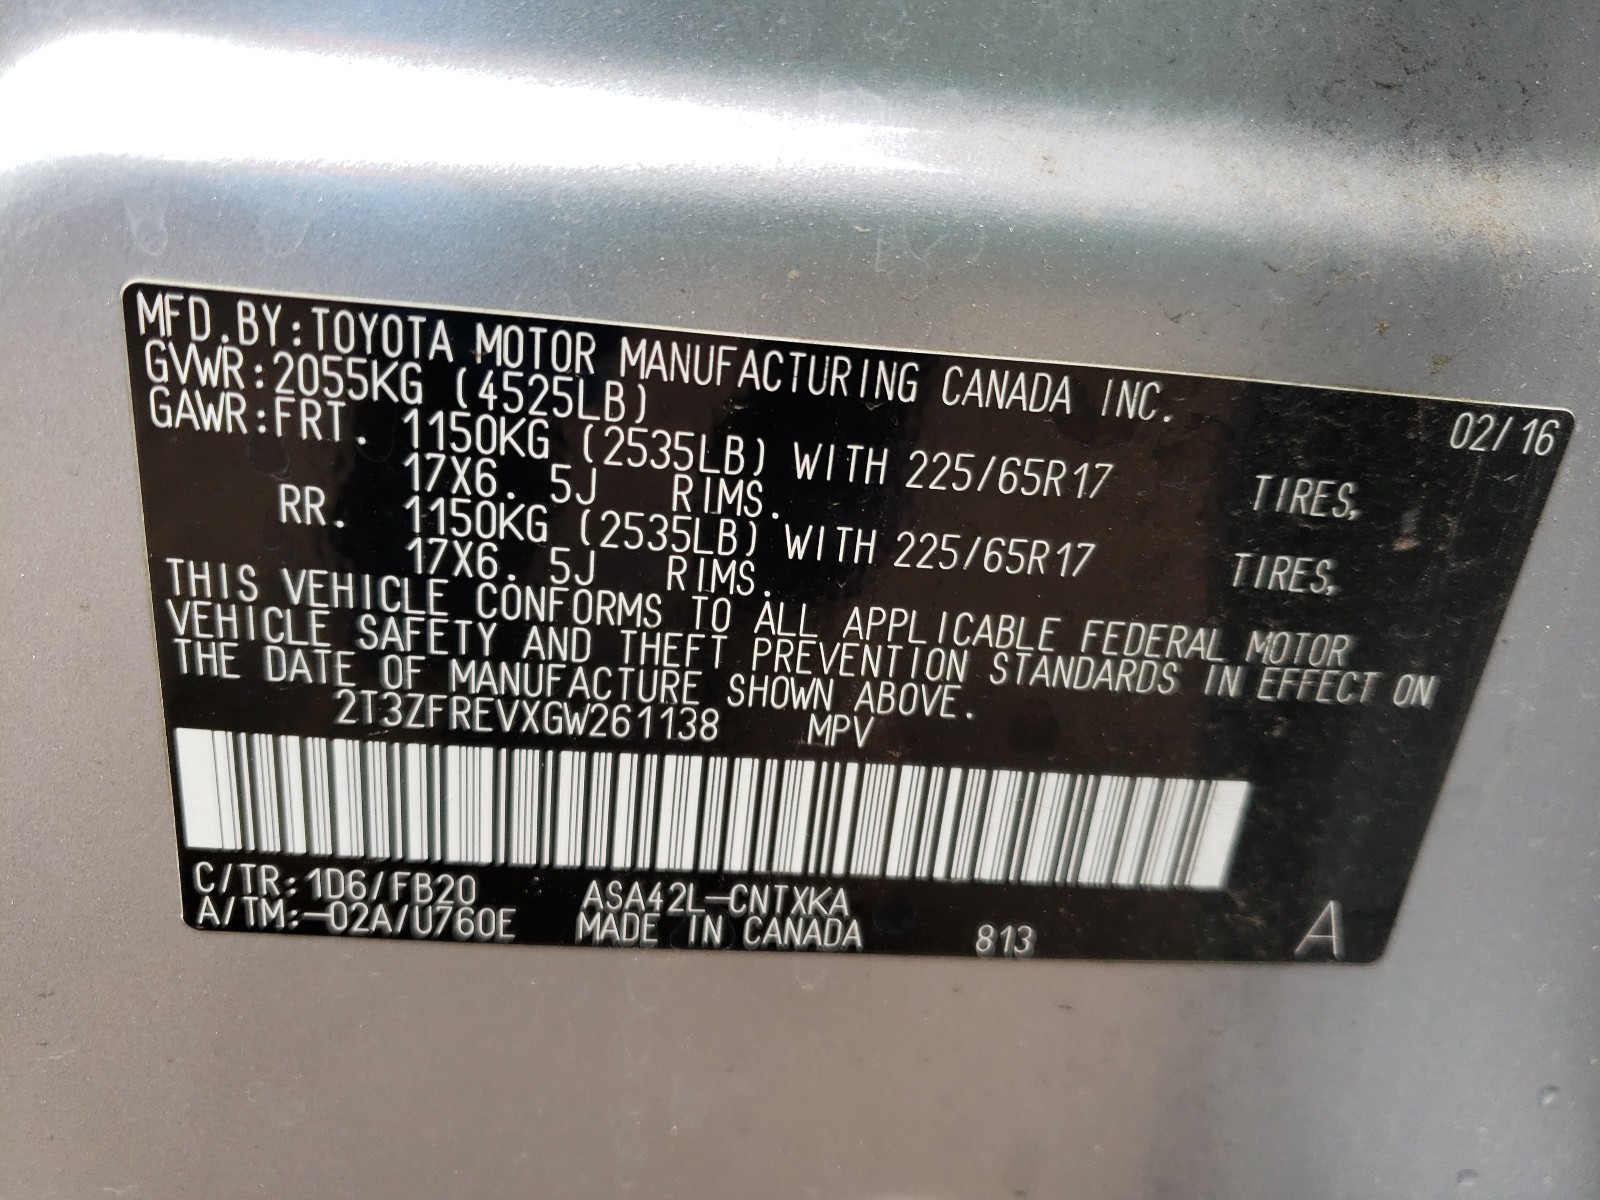 MFD.BY:TOYOTA MOTOR MANUFACTURING CANADA INC. 02/16
GVWR:2055KG (4525LB)
GAWR:FRT. 1150KG (2535LB) WITH 225/65R17 TIRES,
17X6. 5J RIMS.
RR. 1150KG (2535LB) WITH 225/65R17 TIRES,
17X6. 5J RIMS.
THIS VEHICLE CONFORMS TO ALL APPLICABLE FEDERAL MOTOR
VEHICLE SAFETY AND THEFT PREVENTION STANDARDS IN EFFECT ON
THE DATE OF MANUFACTURE SHOWN ABOVE.
2T3ZFREVXGW261138 MPV
C/TR:1D6/FB20 ASA42L-CNTXKA
A/TM:-02A/U760E MADE IN CANADA 813 A